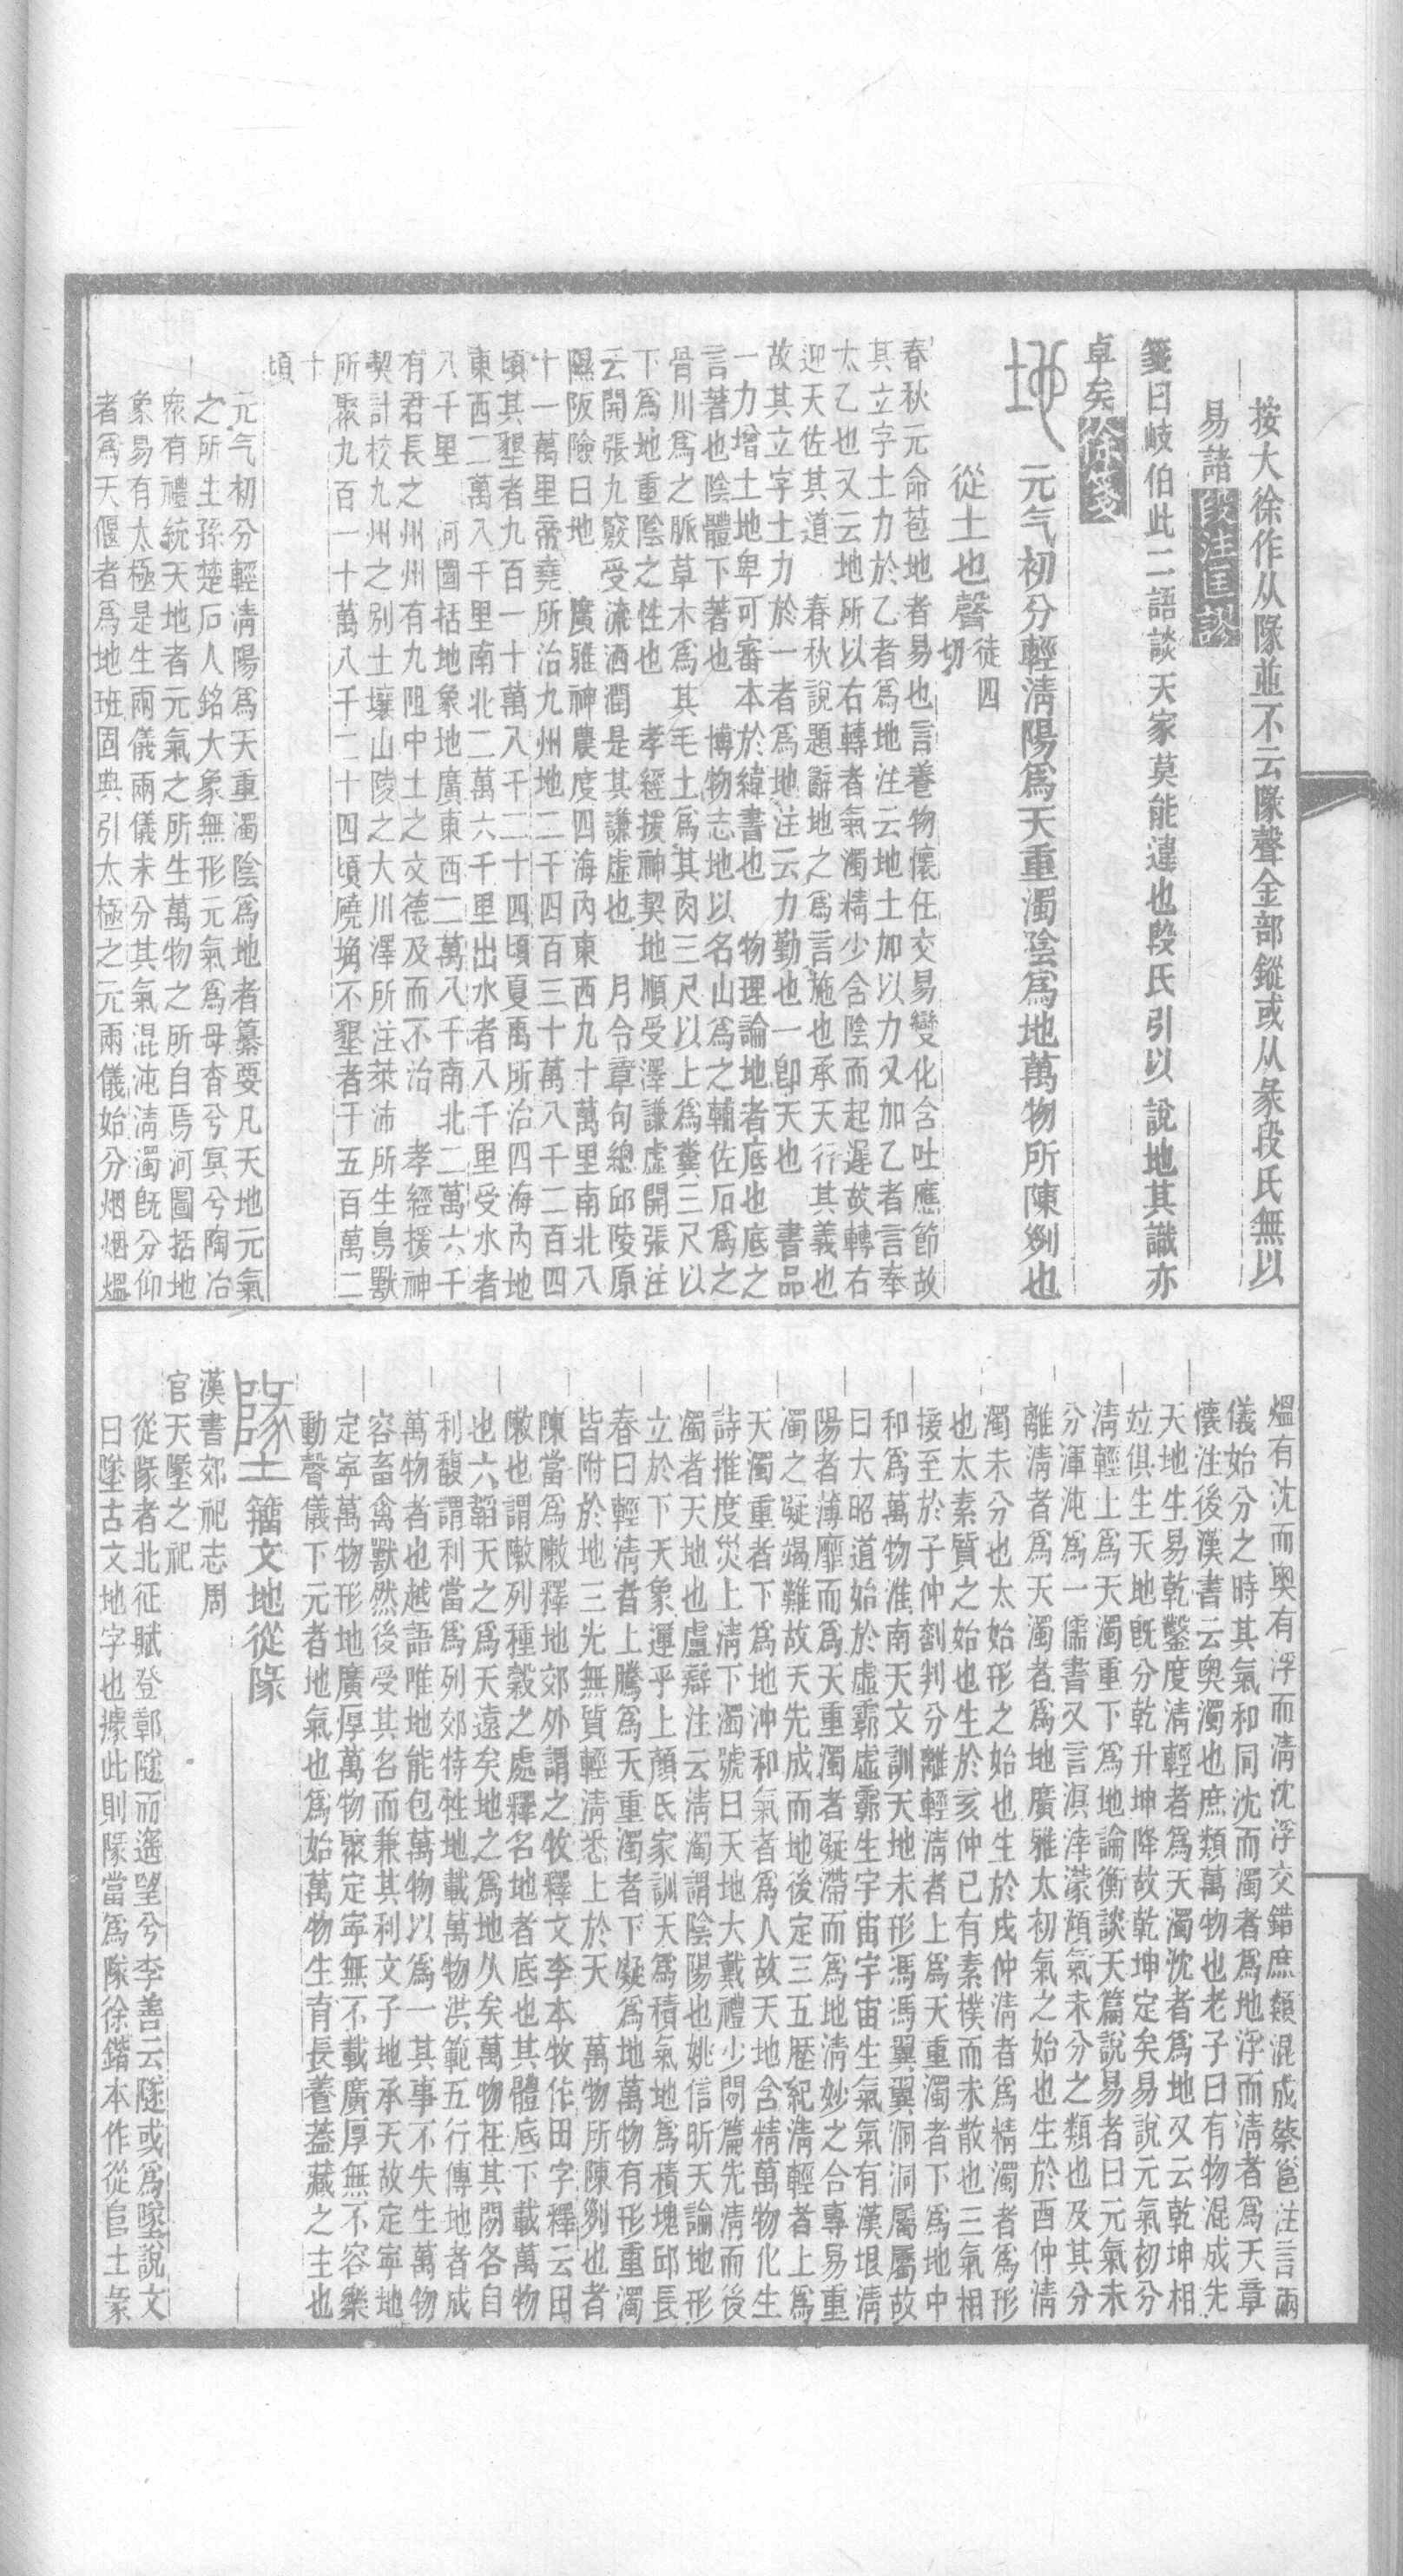 按大徐作从隊並不云隊聲金部鏦或从彖段氏無以
易諸段注匡謬
箋曰岐伯此二語談天家莫能違也段氏引以說地其識亦
卓矣徐箋
地元气初分輕淸陽爲天重濁陰爲地萬物所陳𠛱也
從土也聲徒四切
春秋元命苞地者易也言養物懷任交易變化含吐應節故
其立字土力於乙者爲地注云地土加以力又加乙者言奉
太乙也又云地所以右轉者氣濁精少含陰而起遲故轉右
迎天佐其道　春秋說題辭地之爲言施也承天行其義也
故其立字土力於一者爲地注云力勤也一卽天也　書品
一力增土地卑可審本於緯書也　物理論地者底也底之
言著也陰體下著也　博物志地以名山爲之輔佐石爲之
骨川爲之脈草木爲其毛土爲其肉三尺以上爲糞三尺以
下爲地重陰之性也　孝經援神契地順受澤謙虛開張注
云開張九竅受流洒潤是其謙虛也　月令章句總邱陵原
隰阪險曰地　廣雅神農度四海內東西九十萬里南北八
十一萬里帝堯所治九州地二千四百三十萬八千二百四
頃其墾者九百一十萬八千二十四頃夏禹所治四海內地
東西二萬八千里南北二萬六千里出水者八千里受水者
八千里　河圖括地象地廣東西二萬八千南北二萬六千
有君長之州州有九阻中土之文德及而不治　孝經援神
契計校九州之別土壤山陵之大川澤所注萊沛所生鳥獸
所聚九百一十萬八千二十四頃磽埆不墾者千五百萬二
十
頃
元气初分輕淸陽爲天重濁陰爲地者纂要凡天地元氣
之所生孫楚石人銘大象無形元氣爲母杳兮冥兮陶冶
衆有禮統天地者元氣之所生萬物之所自焉河圖括地
象易有太極是生兩儀兩儀未分其氣混沌淸濁旣分仰
者爲天偃者爲地班固典引太極之元兩儀始分烟烟熅
熅有沈而奥有浮而淸沈浮交錯庶類混成蔡邕注言兩
儀始分之時其氣和同沈而濁者爲地浮而淸者爲天章
懷注後漢書云奥濁也庶類萬物也老子曰有物混成先
天地生易乾鑿度淸輕者爲天濁沈者爲地又云乾坤相
竝俱生天地旣分乾升坤降故乾坤定矣易說元氣初分
淸輕上爲天濁重下爲地論衡談天篇說易者曰元氣未
分渾沌爲一儒書又言溟涬濛澒氣未分之類也及其分
離淸者爲天濁者爲地廣雅太初氣之始也生於酉仲淸
濁未分也太始形之始也生於戌仲淸者爲精濁者爲形
也太素質之始也生於亥仲已有素樸而未散也三氣相
接至於子仲剖判分離輕淸者上爲天重濁者下爲地中
和爲萬物淮南天文訓天地未形馮馮翼翼洞洞屬屬故
曰大昭道始於虛霩虛霩生宇宙宇宙生氣氣有漢垠淸
陽者薄靡而爲天重濁者凝滯而爲地淸妙之合專易重
濁之凝竭難故天先成而地後定三五歷紀淸輕者上爲
天濁重者下爲地沖和氣者爲人故天地含精萬物化生
詩推度災上淸下濁號曰天地大戴禮少閒篇先淸而後
濁者天地也盧辯注云淸濁謂陰陽也姚信昕天論地形
立於下天象運乎上顔氏家訓天爲積氣地爲積塊邱長
春曰輕淸者上騰爲天重濁者下凝爲地萬物有形重濁
皆附於地三光無質輕淸悉上於天　萬物所陳𠛱也者
陳當爲敶釋地郊外謂之牧釋文李本牧作田字釋云田
敶也謂敶列種穀之處釋名地者底也其體底下載萬物
也六韜天之爲天遠矣地之爲地久矣萬物在其閒各自
利馥謂利當爲列郊特牲地載萬物洪範五行傳地者成
萬物者也越語唯地能包萬物以爲一其事不失生萬物
容畜禽獸然後受其名而兼其利文子地承天故定寧地
定寧萬物形地廣厚萬物聚定寧無不載廣厚無不容樂
動聲儀下元者地氣也爲始萬物生育長養蓋藏之主也
墬籒文地從隊
漢書郊祀志周
官天墬之祀
從隊者北征賦登鄣隧而遙望兮李善云隧或爲墬說文
曰墬古文地字也據此則隊當爲隊徐鍇本作從𨸏土彖